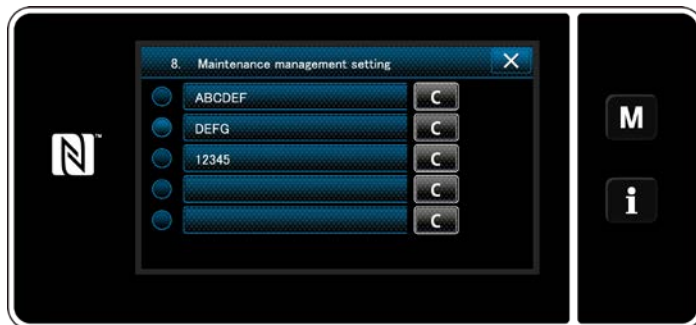 8. Maintenance management setting
ABCDEF C
DEFG C
12345 C
C
C
M
i
N